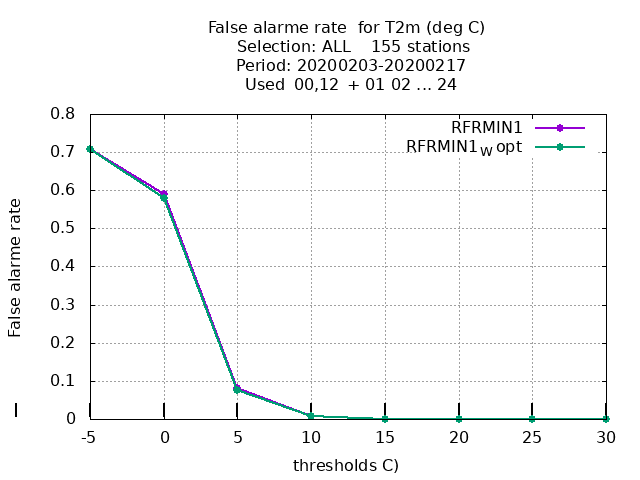 False alarme rate  for T2m (deg C)
Selection: ALL    155 stations
Period: 20200203-20200217
Used  00,12  + 01 02 ... 24
RFRMIN1
RFRMIN1W opt
0.8
0.7
0.6
0.5
0.4
0.3
0.2
0.1
0
False alarme rate
-5 0 5 10 15 20 25 30
thresholds C)